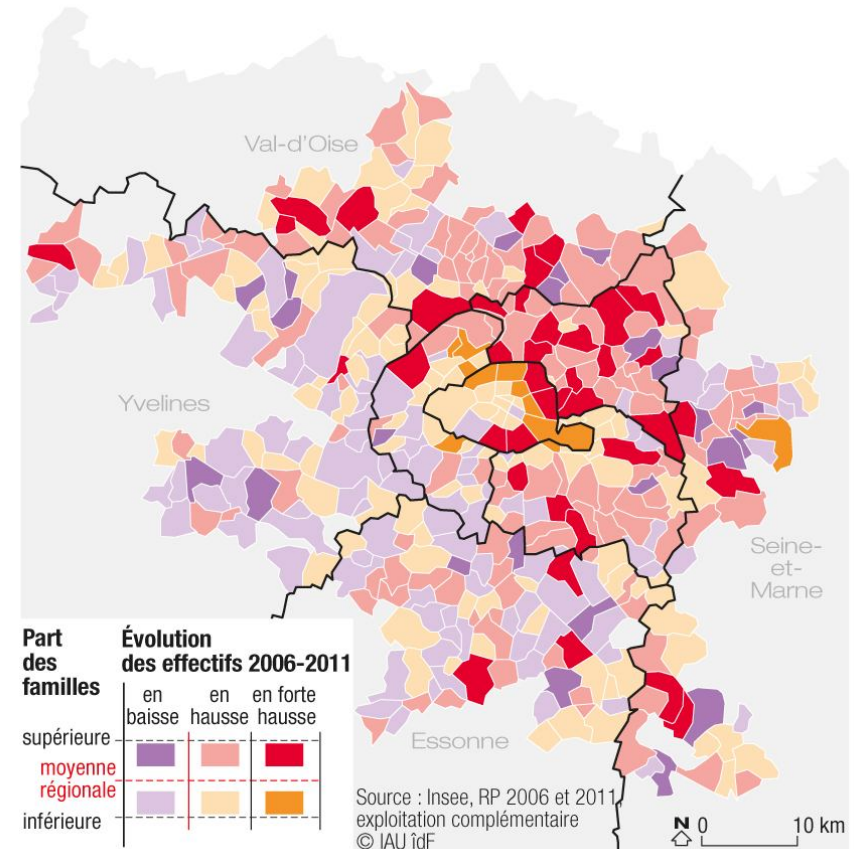 Val-d'Oise
Yvelines
Seine-
et-
Marne
Essonne
Part
des
familles
Évolution
des effectifs 2006-2011
en
baisse
en
hausse
en forte
hausse
supérieure
moyenne
régionale
inférieure
Source : Insee, RP 2006 et 2011,
exploitation complémentaire
© IAU îdF
N 0 10 km